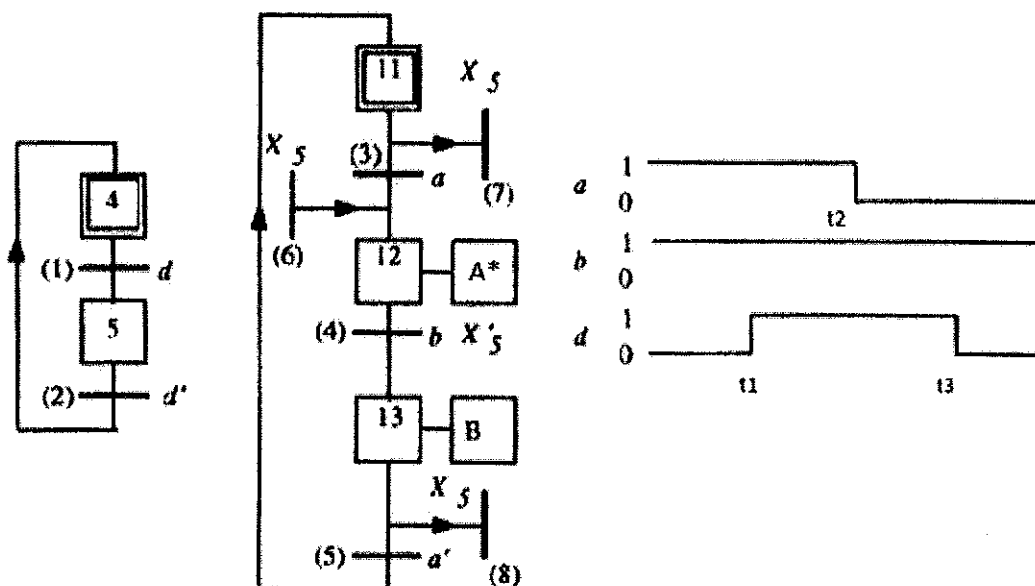 4
(1) d
5
(2) d'
11
X 5
(3) a
(7)
X 5
(6)
12 A*
(4) b X'5
13 B
X 5
(5) a'
(8)
a 1
0
t2
b 1
0
d 1
0
t1 t3